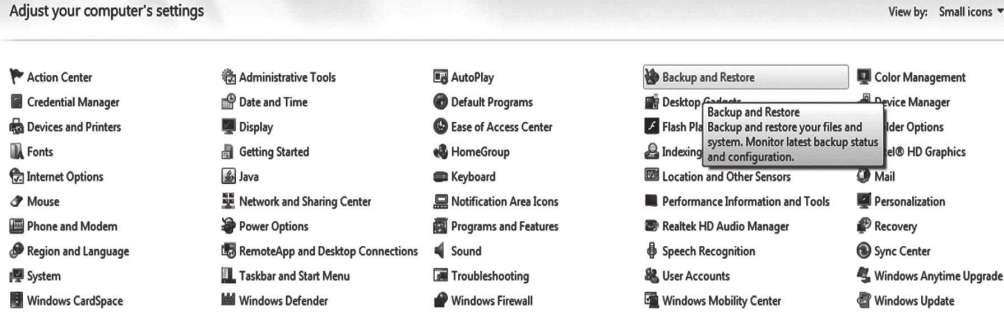 Adjust your computer's settings
View by: Small icons
Action Center
Administrative Tools
AutoPlay
Backup and Restore
Color Management
Credential Manager
Date and Time
Default Programs
Desktop Gadgets
Device Manager
Backup and Restore
Backup and restore your files and
system. Monitor latest backup status
and configuration.
Devices and Printers
Display
Ease of Access Center
Flash Pla
lder Options
Fonts
Getting Started
HomeGroup
Indexing
tel® HD Graphics
Internet Options
Java
Keyboard
Location and Other Sensors
Mail
Mouse
Network and Sharing Center
Notification Area Icons
Performance Information and Tools
Personalization
Phone and Modem
Power Options
Programs and Features
Realtek HD Audio Manager
Recovery
Region and Language
RemoteApp and Desktop Connections
Sound
Speech Recognition
Sync Center
System
Taskbar and Start Menu
Troubleshooting
User Accounts
Windows Anytime Upgrade
Windows CardSpace
Windows Defender
Windows Firewall
Windows Mobility Center
Windows Update